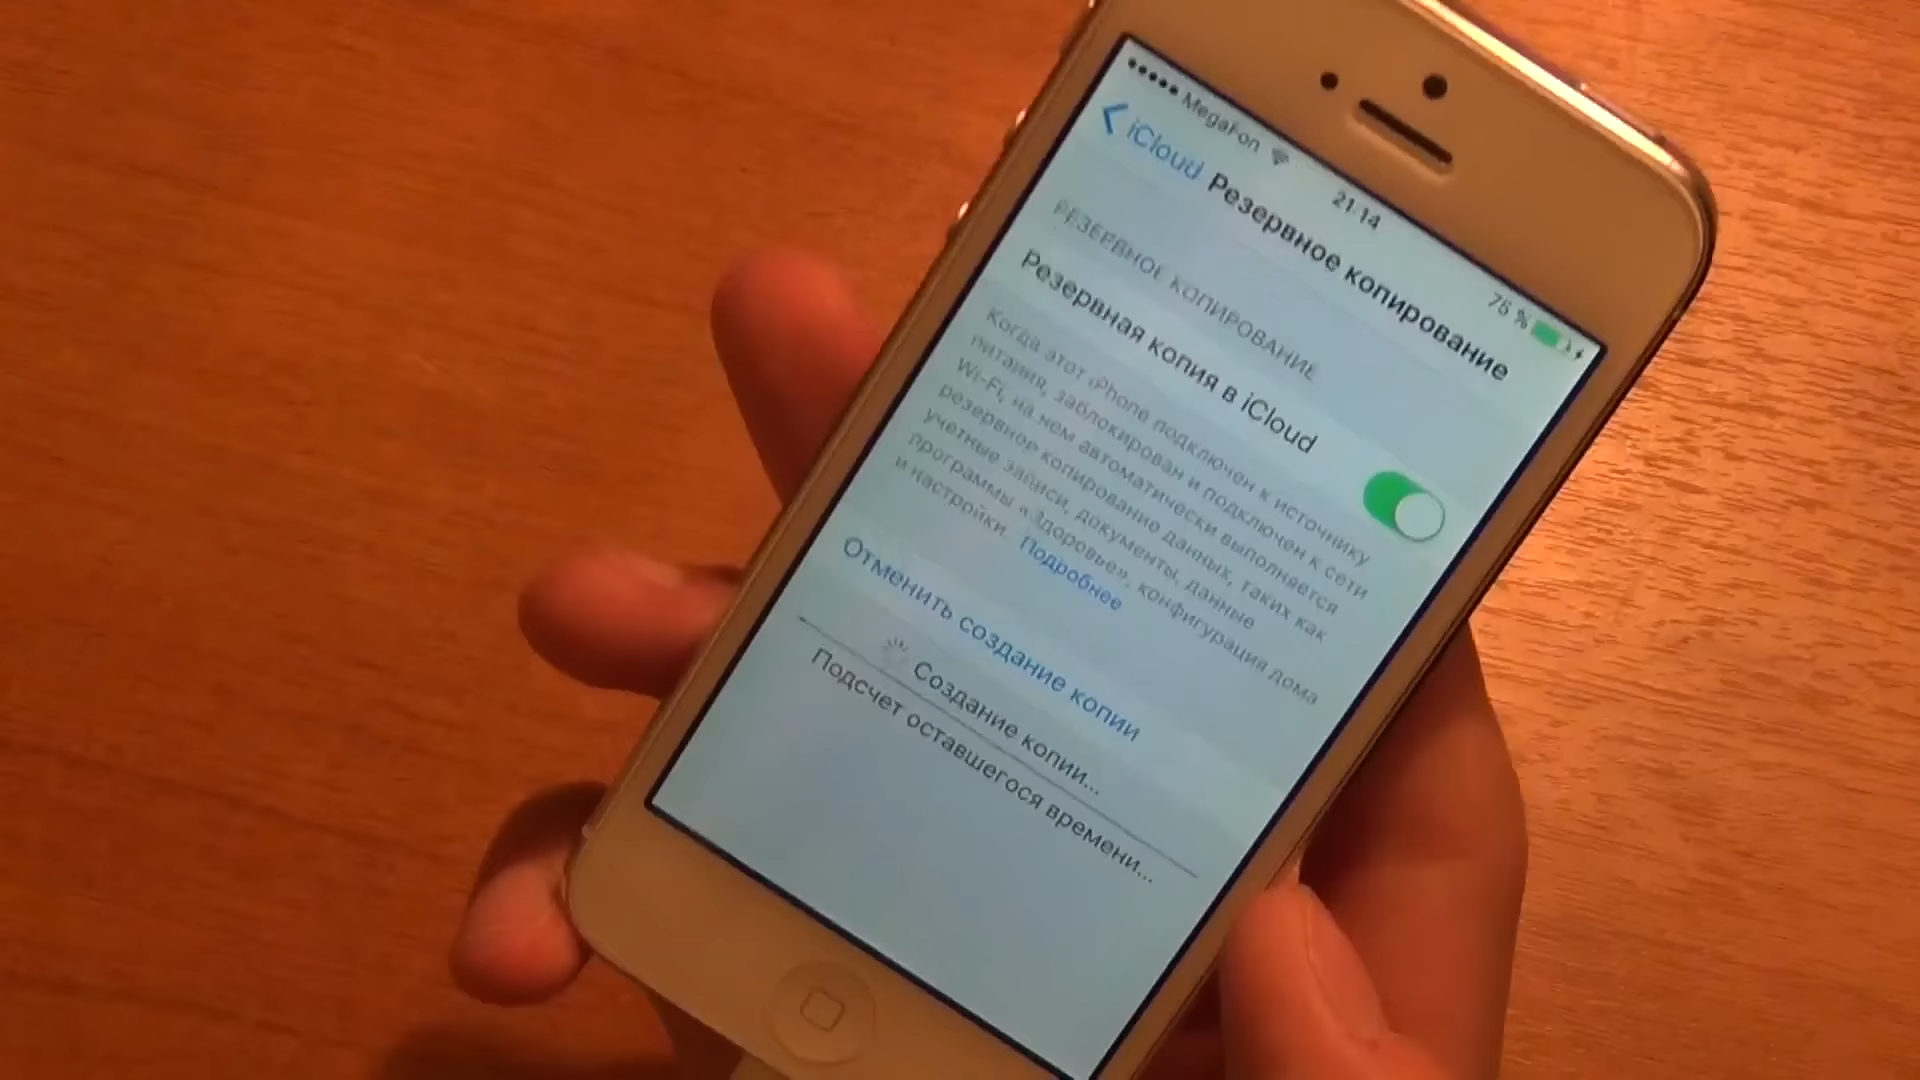 MegaFon 21:14 75 %
iCloud Резервное копирование
РЕЗЕРВНОЕ КОПИРОВАНИЕ
Резервная копия в iCloud
Когда этот iPhone подключен к источнику
питания, заблокирован и подключен к сети
Wi-Fi, на нем автоматически выполняется
резервное копирование данных, таких как
учетные записи, документы, данные
программы «Здоровье», конфигурация дома
и настройки. Подробнее
Отменить создание копии
Создание копии...
Подсчет оставшегося времени...